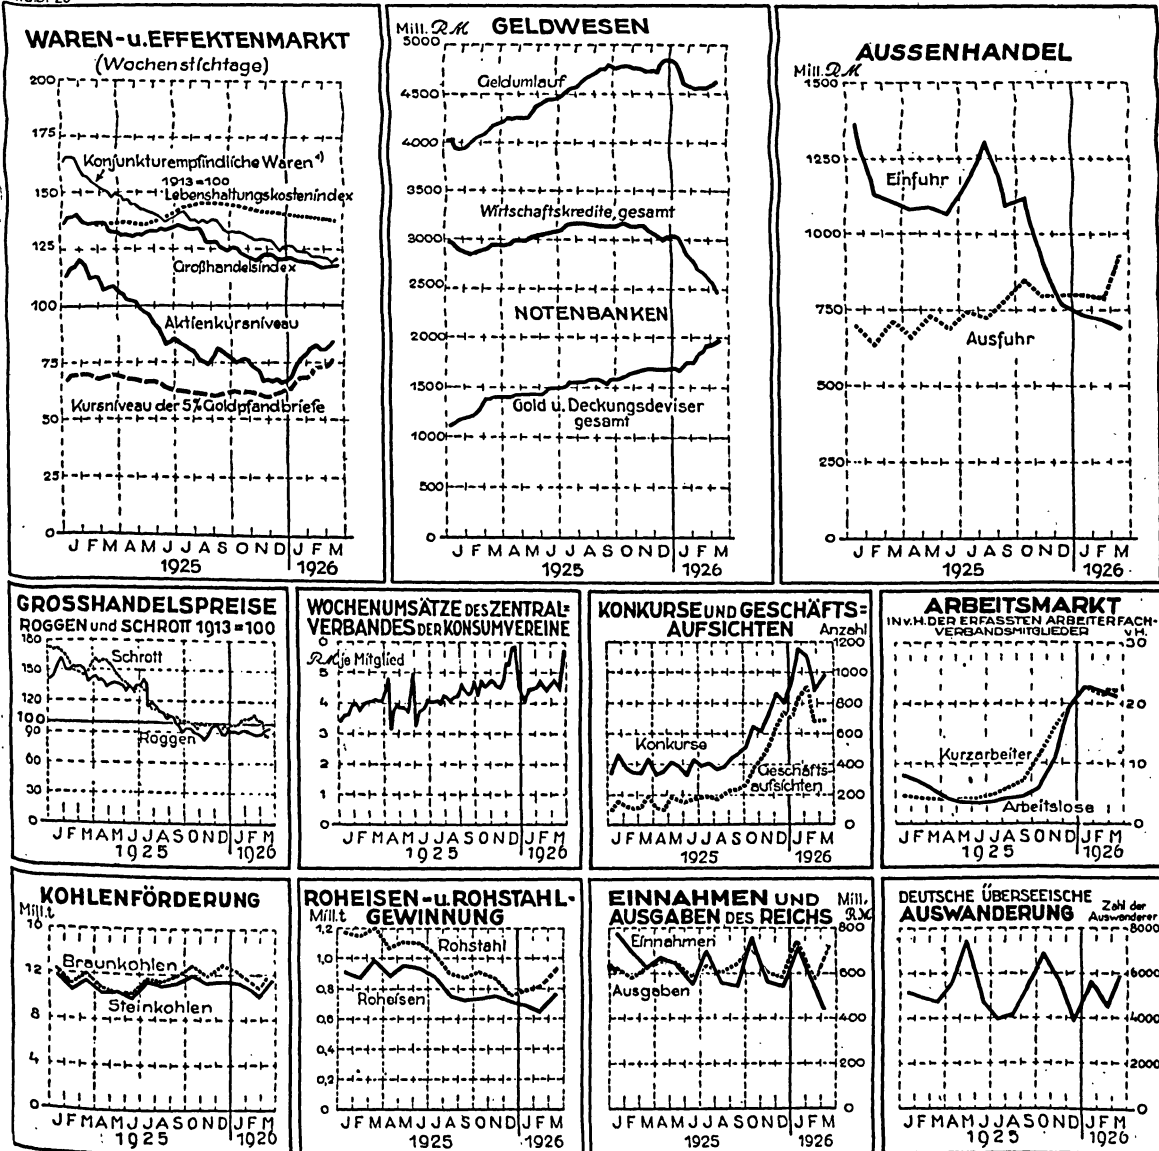 WAREN-u.EFFEKTENMARKT
(Wochenstichtage)
200
175
150
125
100
75
50
25
0
Konjunkturempfindliche Waren⁺⁾
1913=100
Lebenshaltungskostenindex
Großhandelsindex
Aktienkursniveau
Kursniveau der 5% Goldpfandbriefe
J F M A M J J A S O N D J F M
1925 1926
GELDWESEN
Mill. RM
5000
4500
4000
3500
3000
2500
2000
1500
1000
500
0
Geldumlauf
Wirtschaftskredite gesamt
NOTENBANKEN
Gold u. Deckungsdeviser
gesamt
J F M A M J J A S O N D J F M
1925 1926
AUSSENHANDEL
Mill. RM
1500
1250
1000
750
500
250
0
Einfuhr
Ausfuhr
J F M A M J J A S O N D J F M
1925 1926
GROSSHANDELSPREISE
ROGGEN und SCHROTT 1913=100
180
150
120
100
90
60
30
0
Schrott
Roggen
J F M A M J J A S O N D J F M
1925 1926
WOCHENUMSÄTZE DES ZENTRAL=
VERBANDES DER KONSUMVEREINE
6
RM je Mitglied
5
4
3
2
1
0
J F M A M J J A S O N D J F M
1925 1926
KONKURSE UND GESCHÄFTS=
AUFSICHTEN
Anzahl
1200
1000
800
600
400
200
0
Konkurse
Geschäfts-
aufsichten
J F M A M J J A S O N D J F M
1925 1926
ARBEITSMARKT
IN v.H. DER ERFASSTEN ARBEITERFACH-
VERBANDSMITGLIEDER
v.H.
30
20
10
0
Kurzarbeiter
Arbeitslose
J F M A M J J A S O N D J F M
1925 1926
KOHLENFÖRDERUNG
Mill.t
16
12
8
4
0
Braunkohlen
Steinkohlen
J F M A M J J A S O N D J F M
1925 1926
ROHEISEN-u.ROHSTAHL-
GEWINNUNG
Mill.t
1,2
1,0
0,8
0,6
0,4
0,2
0
Rohstahl
Roheisen
J F M A M J J A S O N D J F M
1925 1926
EINNAHMEN UND
AUSGABEN DES REICHS
Mill.
RM
800
600
400
200
0
Einnahmen
Ausgaben
J F M A M J J A S O N D J F M
1925 1926
DEUTSCHE ÜBERSEEISCHE
AUSWANDERUNG
Zahl der
Auswanderer
8000
6000
4000
2000
0
J F M A M J J A S O N D J F M
1925 1926